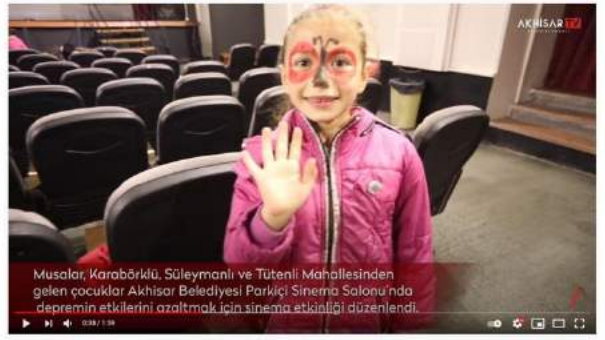 AKHİSAR TV
Musalar, Karabörklü, Süleymanlı ve Tütenli Mahallesinden
gelen çocuklar Akhisar Belediyesi Parkiçi Sinema Salonu'nda
depremin etkilerini azaltmak için sinema etkinliği düzenlendi.
0:38 / 1:38